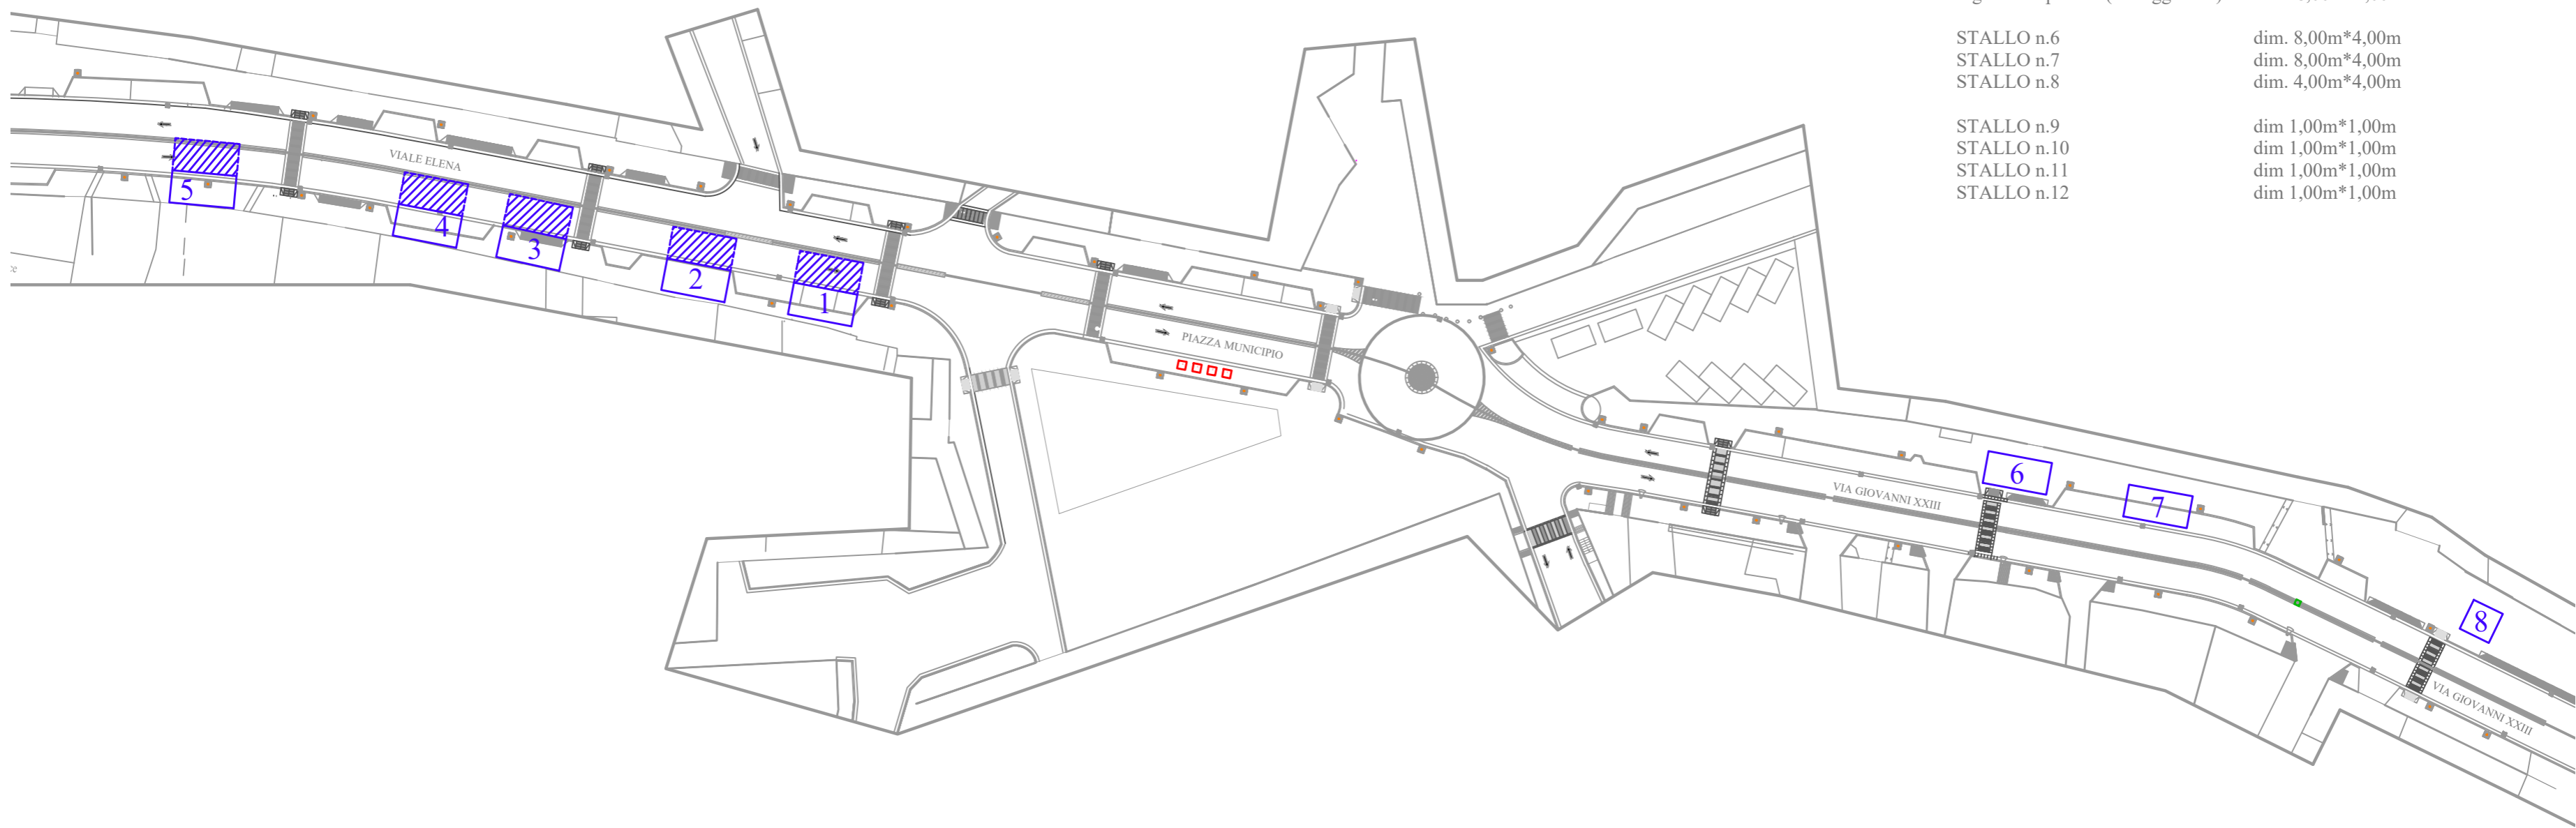 STALLO n.6 dim. 8,00m*4,00m
STALLO n.7 dim. 8,00m*4,00m
STALLO n.8 dim. 4,00m*4,00m
STALLO n.9 dim 1,00m*1,00m
STALLO n.10 dim 1,00m*1,00m
STALLO n.11 dim 1,00m*1,00m
STALLO n.12 dim 1,00m*1,00m
VIALE ELENA
5
4
3
2
1
PIAZZA MUNICIPIO
VIA GIOVANNI XXIII
6
7
8
VIA GIOVANNI XXIII